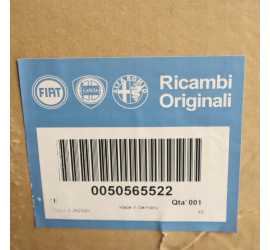 FIAT
LANCIA
ALFA ROMEO
Ricambi
Originali
0050565522
Qta' 001
Made in Germany